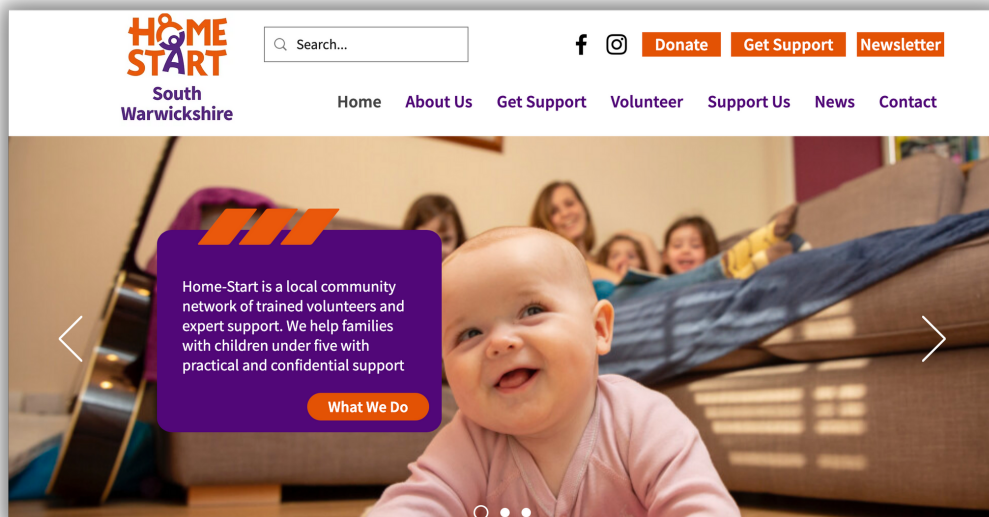 HOME
START
South
Warwickshire
Search...
Donate
Get Support
Newsletter
Home
About Us
Get Support
Volunteer
Support Us
News
Contact
Home-Start is a local community
network of trained volunteers and
expert support. We help families
with children under five with
practical and confidential support
What We Do